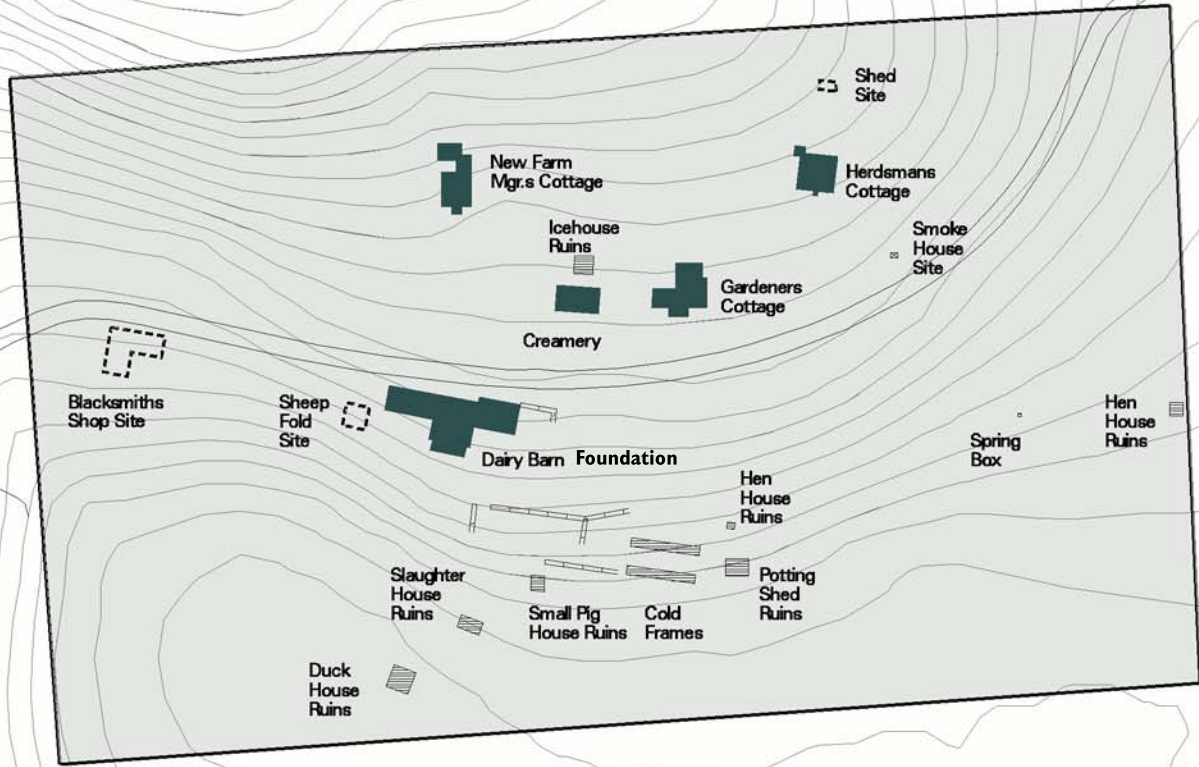 Shed
Site
New Farm
Mgr.s Cottage
Herdsmans
Cottage
Icehouse
Ruins
Smoke
House
Site
Gardeners
Cottage
Creamery
Blacksmiths
Shop Site
Sheep
Fold
Site
Hen
House
Ruins
Spring
Box
Dairy Barn Foundation
Hen
House
Ruins
Slaughter
House
Ruins
Small Pig
House Ruins
Cold
Frames
Potting
Shed
Ruins
Duck
House
Ruins